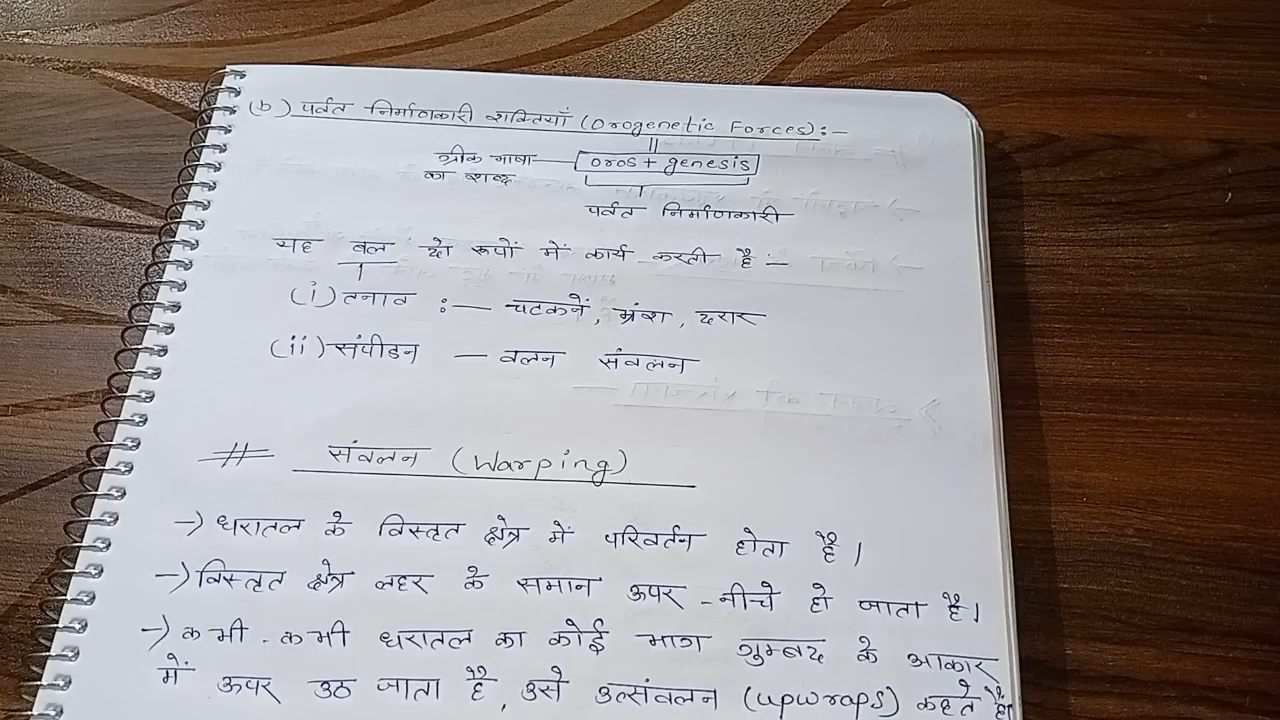 (b) पर्वत निर्माणकारी शक्तियाँ (Orogenetic Forces):-
ग्रीक भाषा का शब्द — oros + genesis
पर्वत निर्माणकारी
यह बल दो रूपों में कार्य करती है :-
(i) तनाव :— चटकनें, भ्रंश, दरार
(ii) संपीडन — वलन संवलन
# संवलन (Warping)
→ धरातल के विस्तृत क्षेत्र में परिवर्तन होता है।
→ विस्तृत क्षेत्र लहर के समान ऊपर - नीचे हो जाता है।
→ कभी - कभी धरातल का कोई भाग गुम्बद के आकार
में ऊपर उठ जाता है, उसे उत्संवलन (upwraps) कहते हैं।